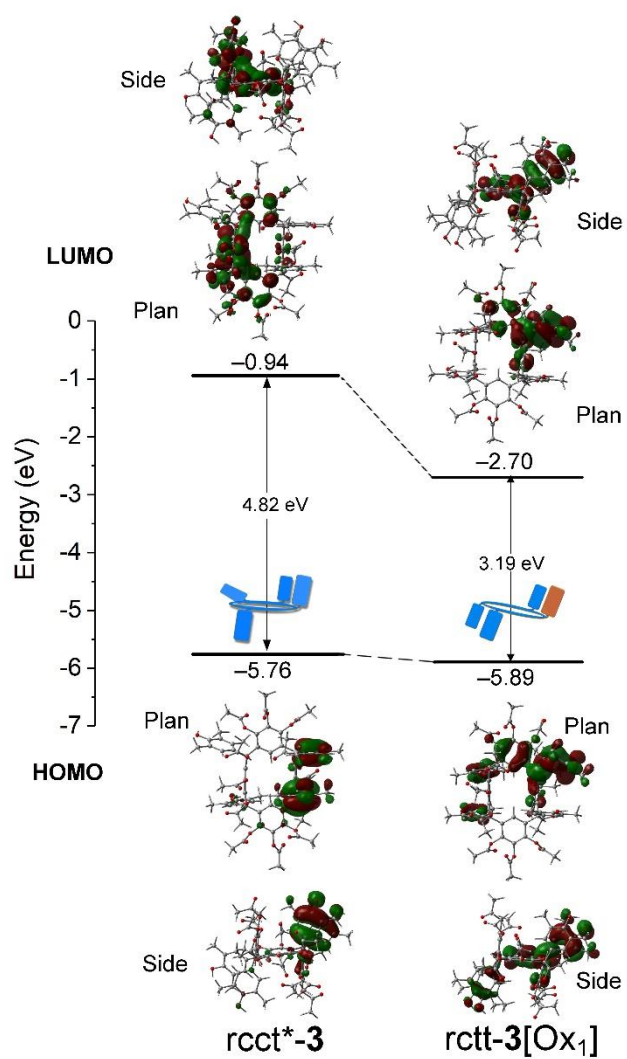 Side
Side
LUMO
Plan
Plan
0
-1
-2
-3
-4
-5
-6
-7
Energy (eV)
–0.94
–2.70
4.82 eV
3.19 eV
–5.76
–5.89
Plan
Plan
HOMO
Side
Side
rcct*-3
rctt-3[Ox₁]